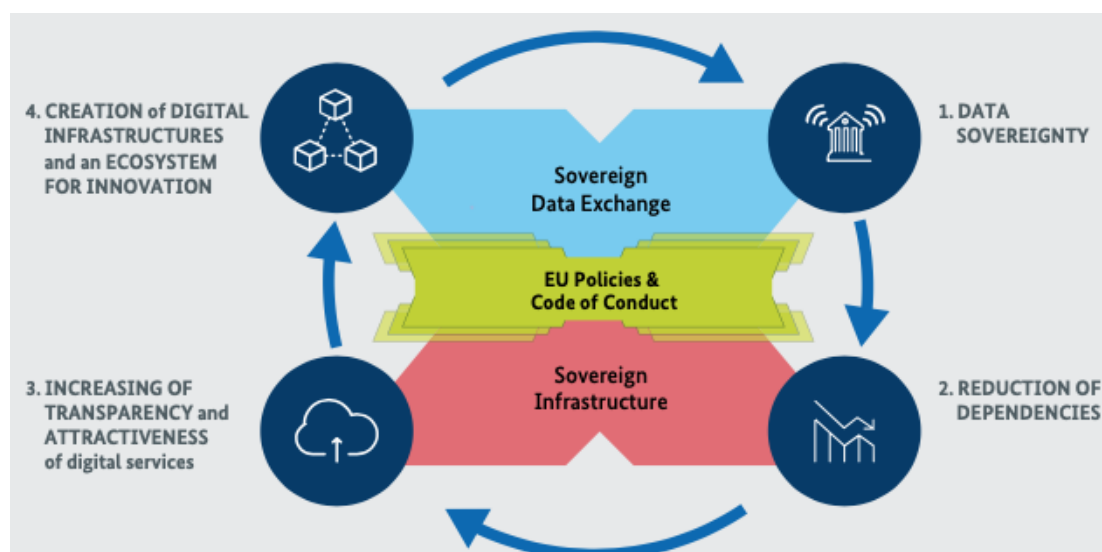 4. CREATION of DIGITAL
INFRASTRUCTURES
and an ECOSYSTEM
FOR INNOVATION
1. DATA
SOVEREIGNTY
Sovereign
Data Exchange
EU Policies &
Code of Conduct
Sovereign
Infrastructure
3. INCREASING OF
TRANSPARENCY and
ATTRACTIVENESS
of digital services
2. REDUCTION OF
DEPENDENCIES